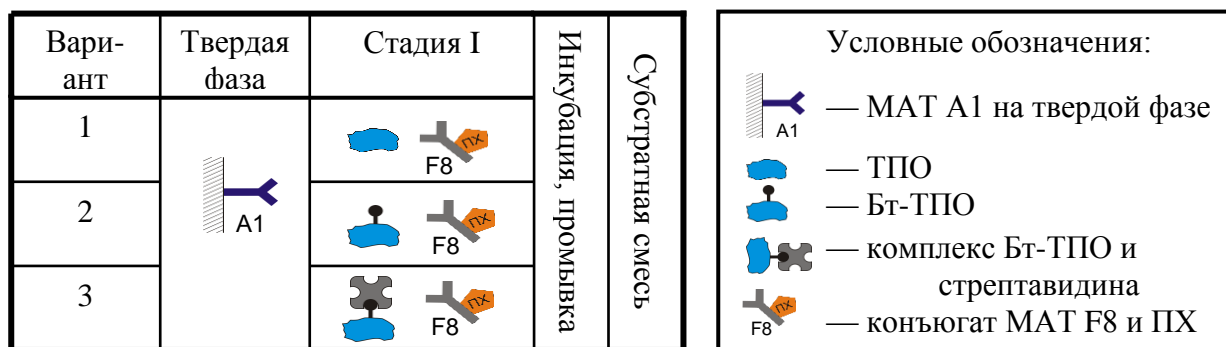 Вари-
ант
Твердая
фаза
Стадия I
Инкубация, промывка
Субстратная смесь
1
ПХ
F8
A1
2
ПХ
F8
3
ПХ
F8
Условные обозначения:
A1
— МАТ А1 на твердой фазе
— ТПО
— Бт-ТПО
— комплекс Бт-ТПО и
стрептавидина
ПХ
F8
— конъюгат МАТ F8 и ПХ